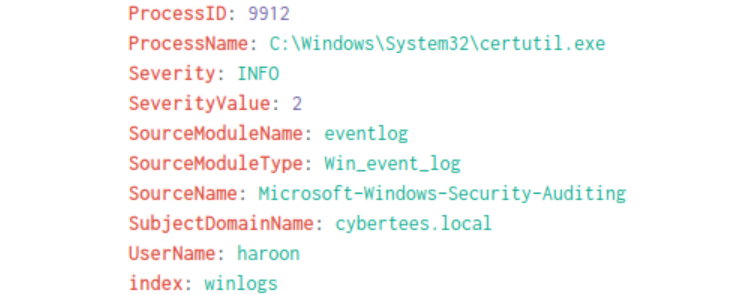 ProcessID: 9912
ProcessName: C:\Windows\System32\certutil.exe
Severity: INFO
SeverityValue: 2
SourceModuleName: eventlog
SourceModuleType: Win_event_log
SourceName: Microsoft-Windows-Security-Auditing
SubjectDomainName: cybertees.local
UserName: haroon
index: winlogs